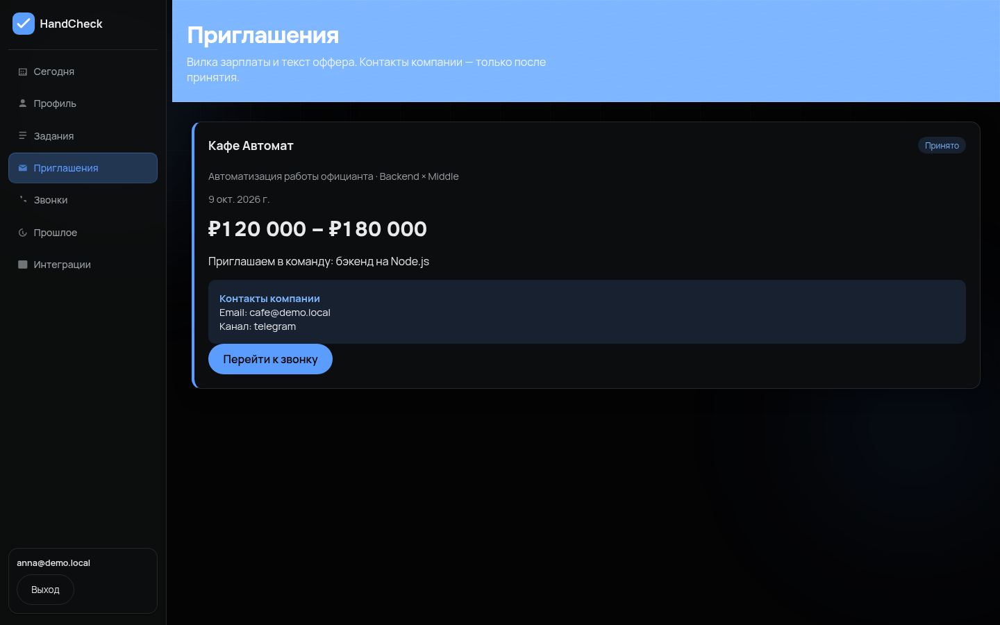 HandCheck
Сегодня
Профиль
Задания
Приглашения
Звонки
Прошлое
Интеграции
anna@demo.local
Выход
Приглашения
Вилка зарплаты и текст оффера. Контакты компании — только после
принятия.
Кафе Автомат
Принято
Автоматизация работы официанта · Backend × Middle
9 окт. 2026 г.
₽120 000 – ₽180 000
Приглашаем в команду: бэкенд на Node.js
Контакты компании
Email: cafe@demo.local
Канал: telegram
Перейти к звонку